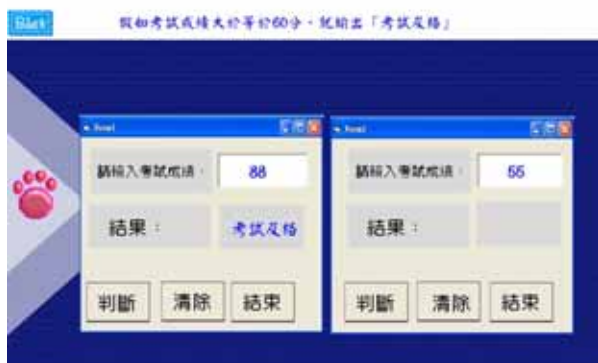 Back
假如考試成績大於等於60分,就輸出「考試及格」
Form1
請輸入考試成績:
88
結果:
考試及格
判斷
清除
結束
Form1
請輸入考試成績:
55
結果:
判斷
清除
結束